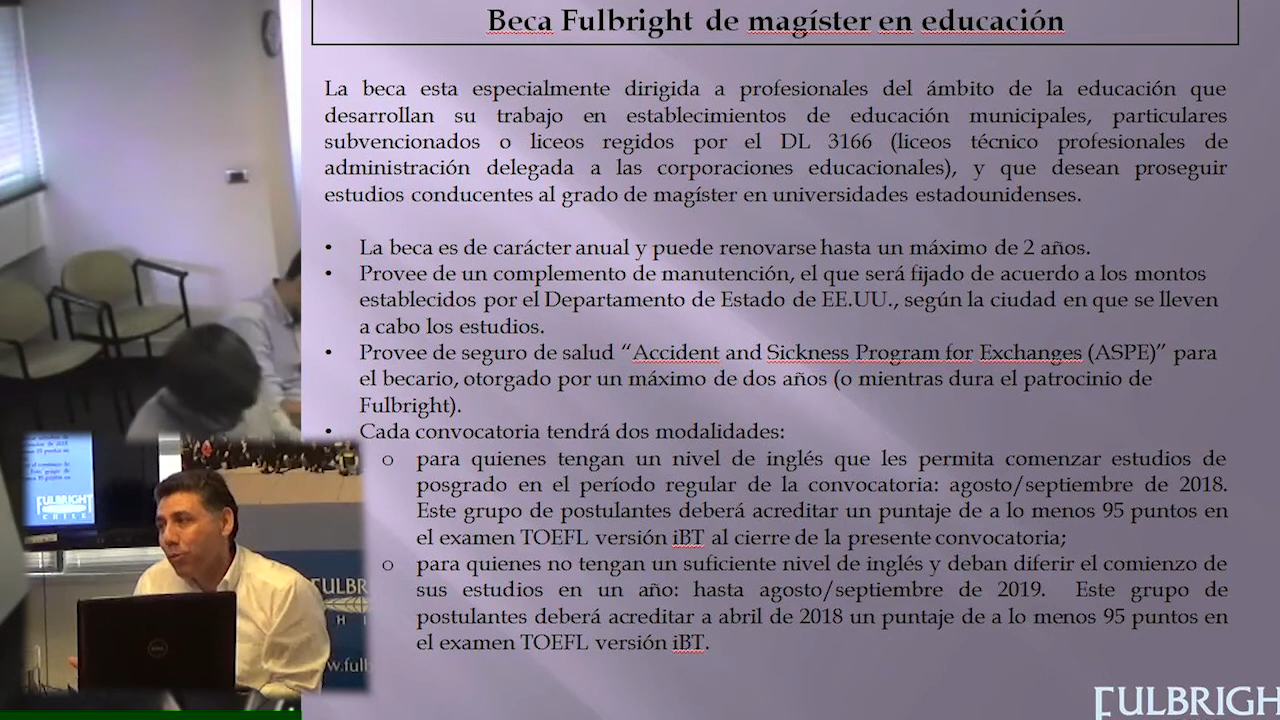 Beca Fulbright de magíster en educación
La beca esta especialmente dirigida a profesionales del ámbito de la educación que
desarrollan su trabajo en establecimientos de educación municipales, particulares
subvencionados o liceos regidos por el DL 3166 (liceos técnico profesionales de
administración delegada a las corporaciones educacionales), y que desean proseguir
estudios conducentes al grado de magíster en universidades estadounidenses.
• La beca es de carácter anual y puede renovarse hasta un máximo de 2 años.
• Provee de un complemento de manutención, el que será fijado de acuerdo a los montos
establecidos por el Departamento de Estado de EE.UU., según la ciudad en que se lleven
a cabo los estudios.
• Provee de seguro de salud “Accident and Sickness Program for Exchanges (ASPE)” para
el becario, otorgado por un máximo de dos años (o mientras dura el patrocinio de
Fulbright).
• Cada convocatoria tendrá dos modalidades:
o para quienes tengan un nivel de inglés que les permita comenzar estudios de
posgrado en el período regular de la convocatoria: agosto/septiembre de 2018.
Este grupo de postulantes deberá acreditar un puntaje de a lo menos 95 puntos en
el examen TOEFL versión iBT al cierre de la presente convocatoria;
o para quienes no tengan un suficiente nivel de inglés y deban diferir el comienzo de
sus estudios en un año: hasta agosto/septiembre de 2019. Este grupo de
postulantes deberá acreditar a abril de 2018 un puntaje de a lo menos 95 puntos en
el examen TOEFL versión iBT.
FULBRIGH
FULBRIGHT
CHILE
ULBR
H I
w.fulb
DELL